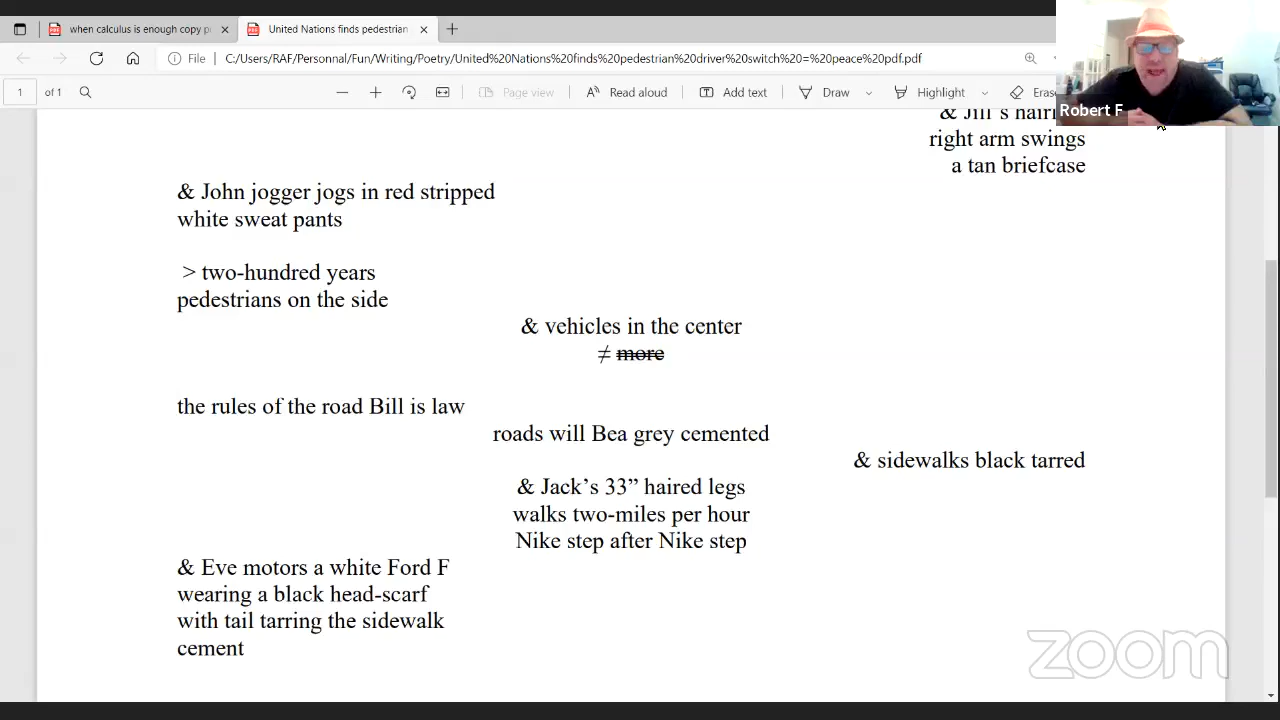 when calculus is enough copy p
United Nations finds pedestrian
File
C:/Users/RAF/Personnal/Fun/Writing/Poetry/United%20Nations%20finds%20pedestrian%20driver%20switch%20=%20peace%20pdf.pdf
1 of 1
Page view
Read aloud
Add text
Draw
Highlight
Robert F
& Jill's
right arm swings
a tan briefcase
& John jogger jogs in red stripped
white sweat pants
> two-hundred years
pedestrians on the side
& vehicles in the center
≠ more
the rules of the road Bill is law
roads will Bea grey cemented
& sidewalks black tarred
& Jack’s 33” haired legs
walks two-miles per hour
Nike step after Nike step
& Eve motors a white Ford F
wearing a black head-scarf
with tail tarring the sidewalk
cement
zoom